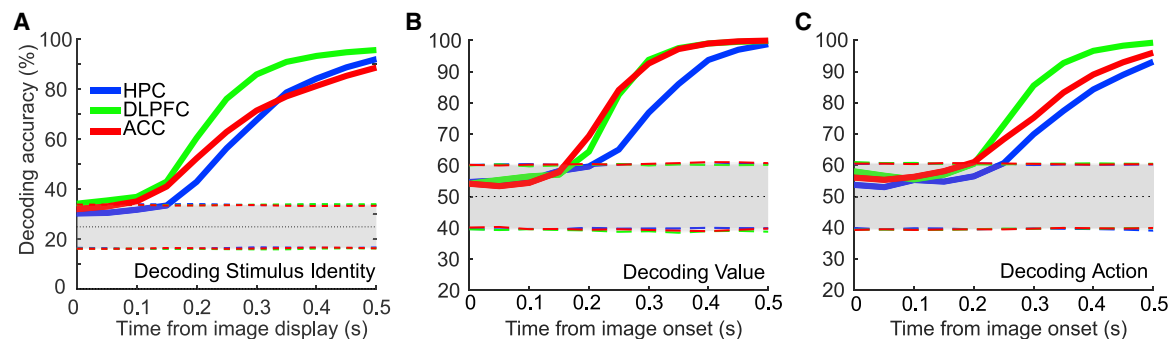 A
Decoding accuracy (%)
100
80
60
40
20
0
HPC
DLPFC
ACC
Decoding Stimulus Identity
0 0.1 0.2 0.3 0.4 0.5
Time from image display (s)
B
100
90
80
70
60
50
40
30
20
Decoding Value
0 0.1 0.2 0.3 0.4 0.5
Time from image onset (s)
C
100
90
80
70
60
50
40
30
20
Decoding Action
0 0.1 0.2 0.3 0.4 0.5
Time from image onset (s)